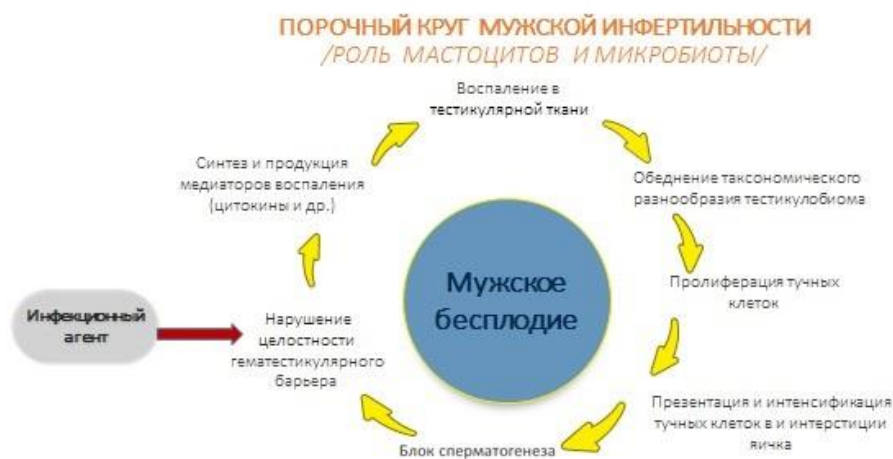 ПОРОЧНЫЙ КРУГ МУЖСКОЙ ИНФЕРТИЛЬНОСТИ
/РОЛЬ МАСТОЦИТОВ И МИКРОБИОТЫ/
Воспаление в
тестикулярной ткани
Обеднение таксономического
разнообразия тестикулобиома
Пролиферация тучных
клеток
Презентация и интенсификация
тучных клеток в и интерстиции
яичка
Блок сперматогенеза
Нарушение
целостности
гематестикулярного
барьера
Синтез и продукция
медиаторов воспаления
(цитокины и др.)
Инфекционный
агент
Мужское
бесплодие